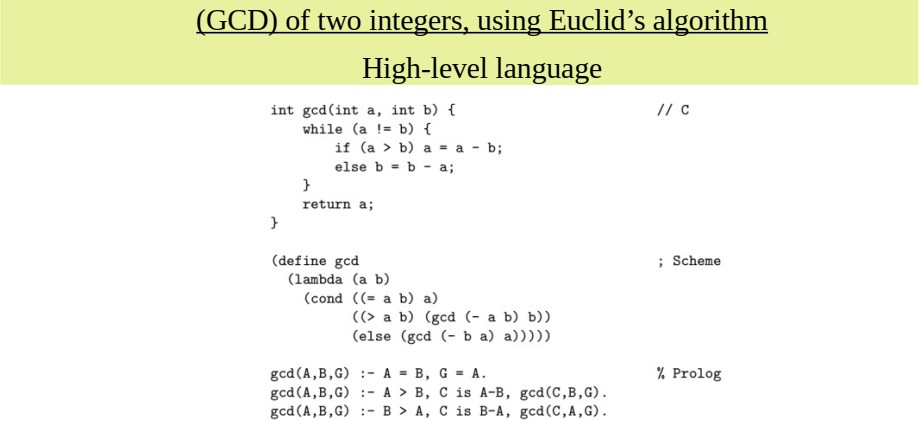 (GCD) of two integers, using Euclid’s algorithm
High-level language
int gcd(int a, int b) {                         // C
    while (a != b) {
        if (a > b) a = a - b;
        else b = b - a;
    }
    return a;
}
(define gcd                                     ; Scheme
  (lambda (a b)
    (cond ((= a b) a)
          ((> a b) (gcd (- a b) b))
          (else (gcd (- b a) a)))))
gcd(A,B,G) :- A = B, G = A.                     % Prolog
gcd(A,B,G) :- A > B, C is A-B, gcd(C,B,G).
gcd(A,B,G) :- B > A, C is B-A, gcd(C,A,G).